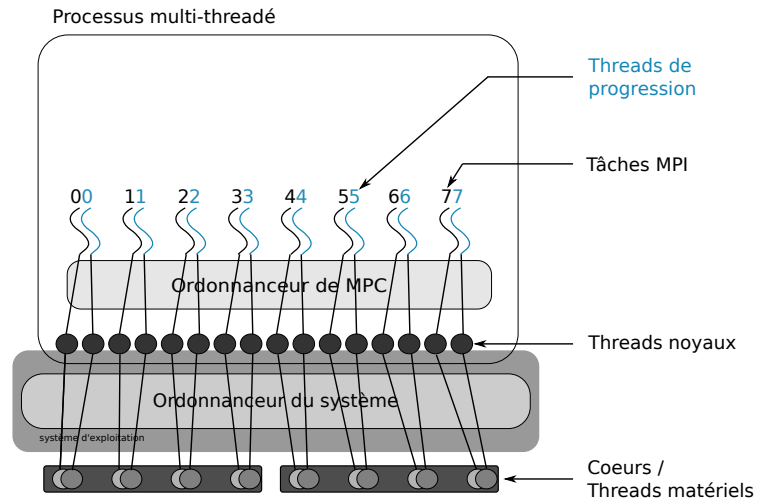 Processus multi-threadé
Threads de
progression
Tâches MPI
00 11 22 33 44 55 66 77
Ordonnanceur de MPC
Threads noyaux
Ordonnanceur du système
système d'exploitation
Coeurs /
Threads matériels